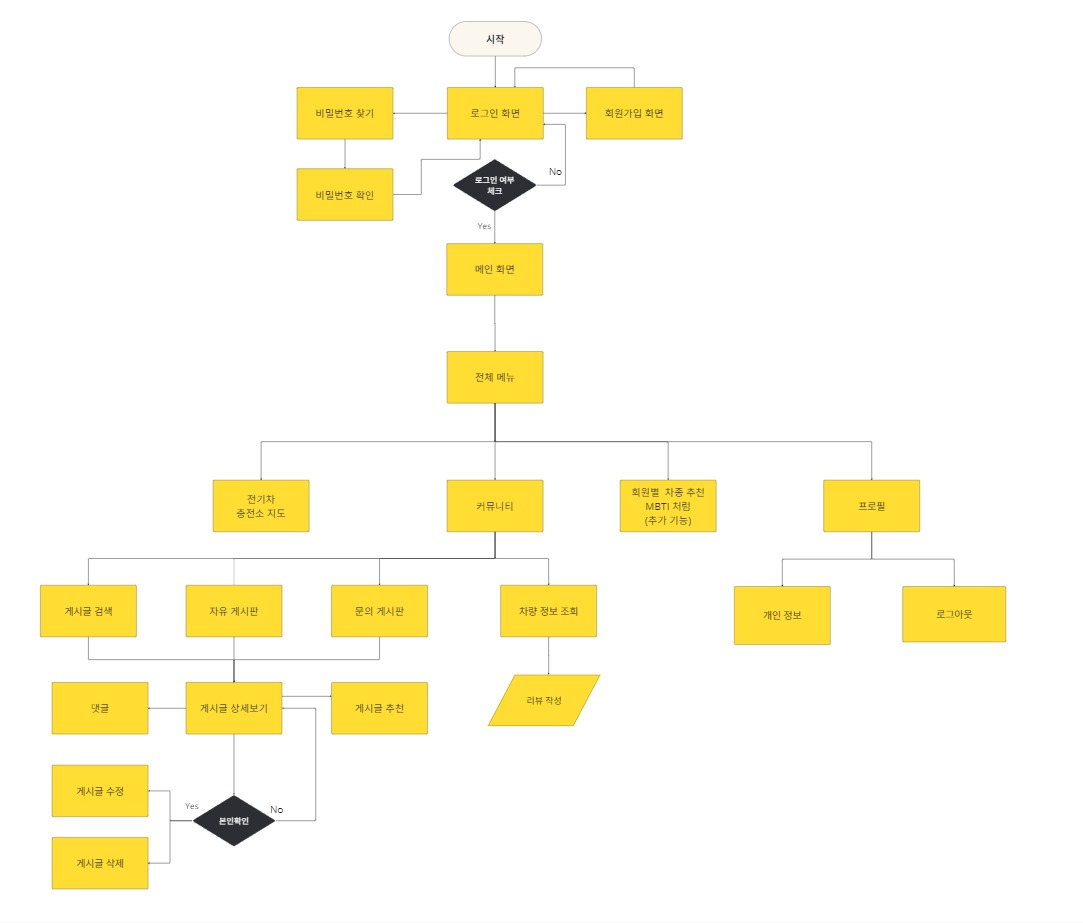 시작
비밀번호 찾기
로그인 화면
회원가입 화면
비밀번호 확인
로그인 여부
체크
No
Yes
메인 화면
전체 메뉴
전기차
충전소 지도
커뮤니티
회원별 차종 추천
MBTI 처럼
(추가 기능)
프로필
게시글 검색
자유 게시판
문의 게시판
차량 정보 조회
개인 정보
로그아웃
댓글
게시글 상세보기
게시글 추천
리뷰 작성
게시글 수정
Yes
본인확인
No
게시글 삭제